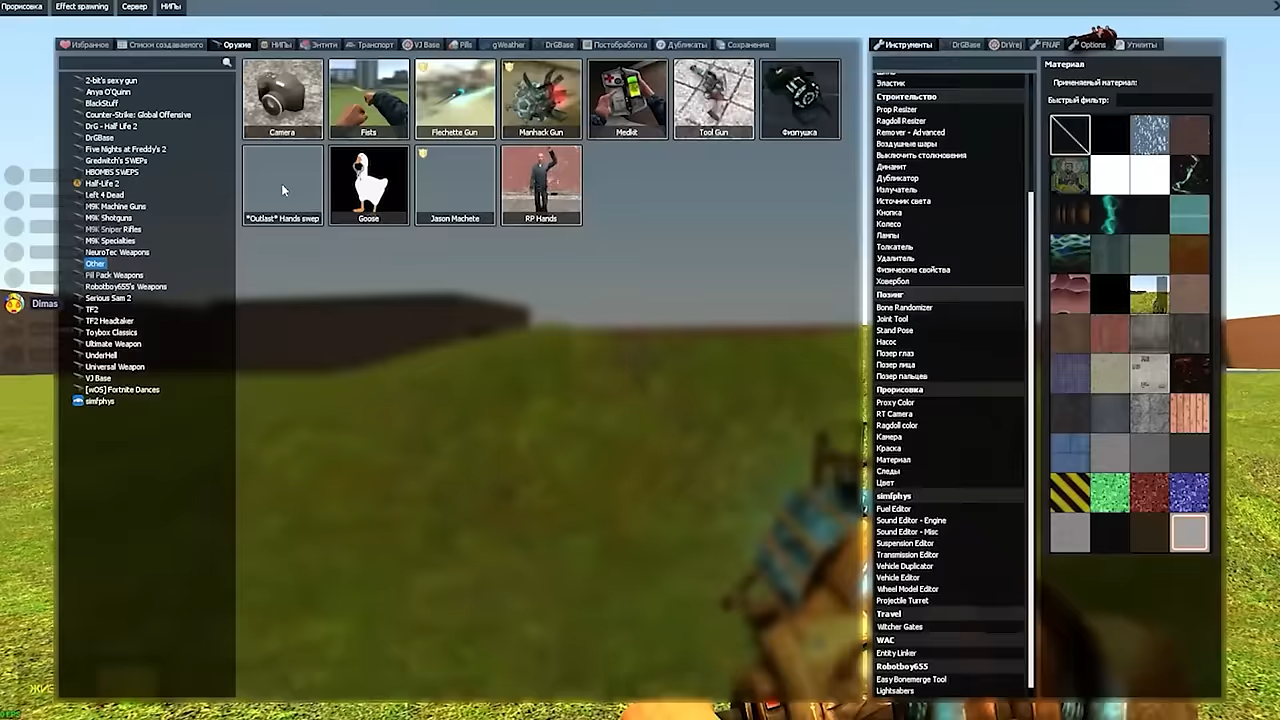 Прорисовка Effect spawning Сервер НИПы
Избранное Списки создаваемого Оружие НИПы Энтити Транспорт VJ Base Pills gWeather DrGBase Постобработка Дубликаты Сохранения
2-bit's sexy gun
Anya O'Quinn
BlackStuff
Counter-Strike: Global Offensive
DrG - Half Life 2
DrGBase
Five Nights at Freddy's 2
Gredwitch's SWEPs
HBOMBS SWEPS
Half-Life 2
Left 4 Dead
M9K Machine Guns
M9K Shotguns
M9K Sniper Rifles
M9K Specialties
NeuroTec Weapons
Other
Pill Pack Weapons
Robotboy655's Weapons
Serious Sam 2
TF2
TF2 Headtaker
Toybox Classics
Ultimate Weapon
UnderHell
Universal Weapon
VJ Base
[wOS] Fortnite Dances
simfphys
Dimas
Camera Fists Flechette Gun Manhack Gun Medkit Tool Gun Физпушка
*Outlast* Hands swep Goose Jason Machete RP Hands
Инструменты DrGBase DrVrej FNAF Options Утилиты
Эластик
Строительство
Prop Resizer
Ragdoll Resizer
Remover - Advanced
Воздушные шары
Выключить столкновения
Динамит
Дубликатор
Излучатель
Источник света
Кнопка
Колесо
Лампы
Толкатель
Удалитель
Физические свойства
Ховербол
Позинг
Bone Randomizer
Joint Tool
Stand Pose
Насос
Позер глаз
Позер лица
Позер пальцев
Прорисовка
Proxy Color
RT Camera
Ragdoll color
Камера
Краска
Материал
Следы
Цвет
simfphys
Fuel Editor
Sound Editor - Engine
Sound Editor - Misc
Suspension Editor
Transmission Editor
Vehicle Duplicator
Vehicle Editor
Wheel Model Editor
Projectile Turret
Travel
Witcher Gates
WAC
Entity Linker
Robotboy655
Easy Bonemerge Tool
Lightsabers
Материал
Применяемый материал:
Быстрый фильтр: